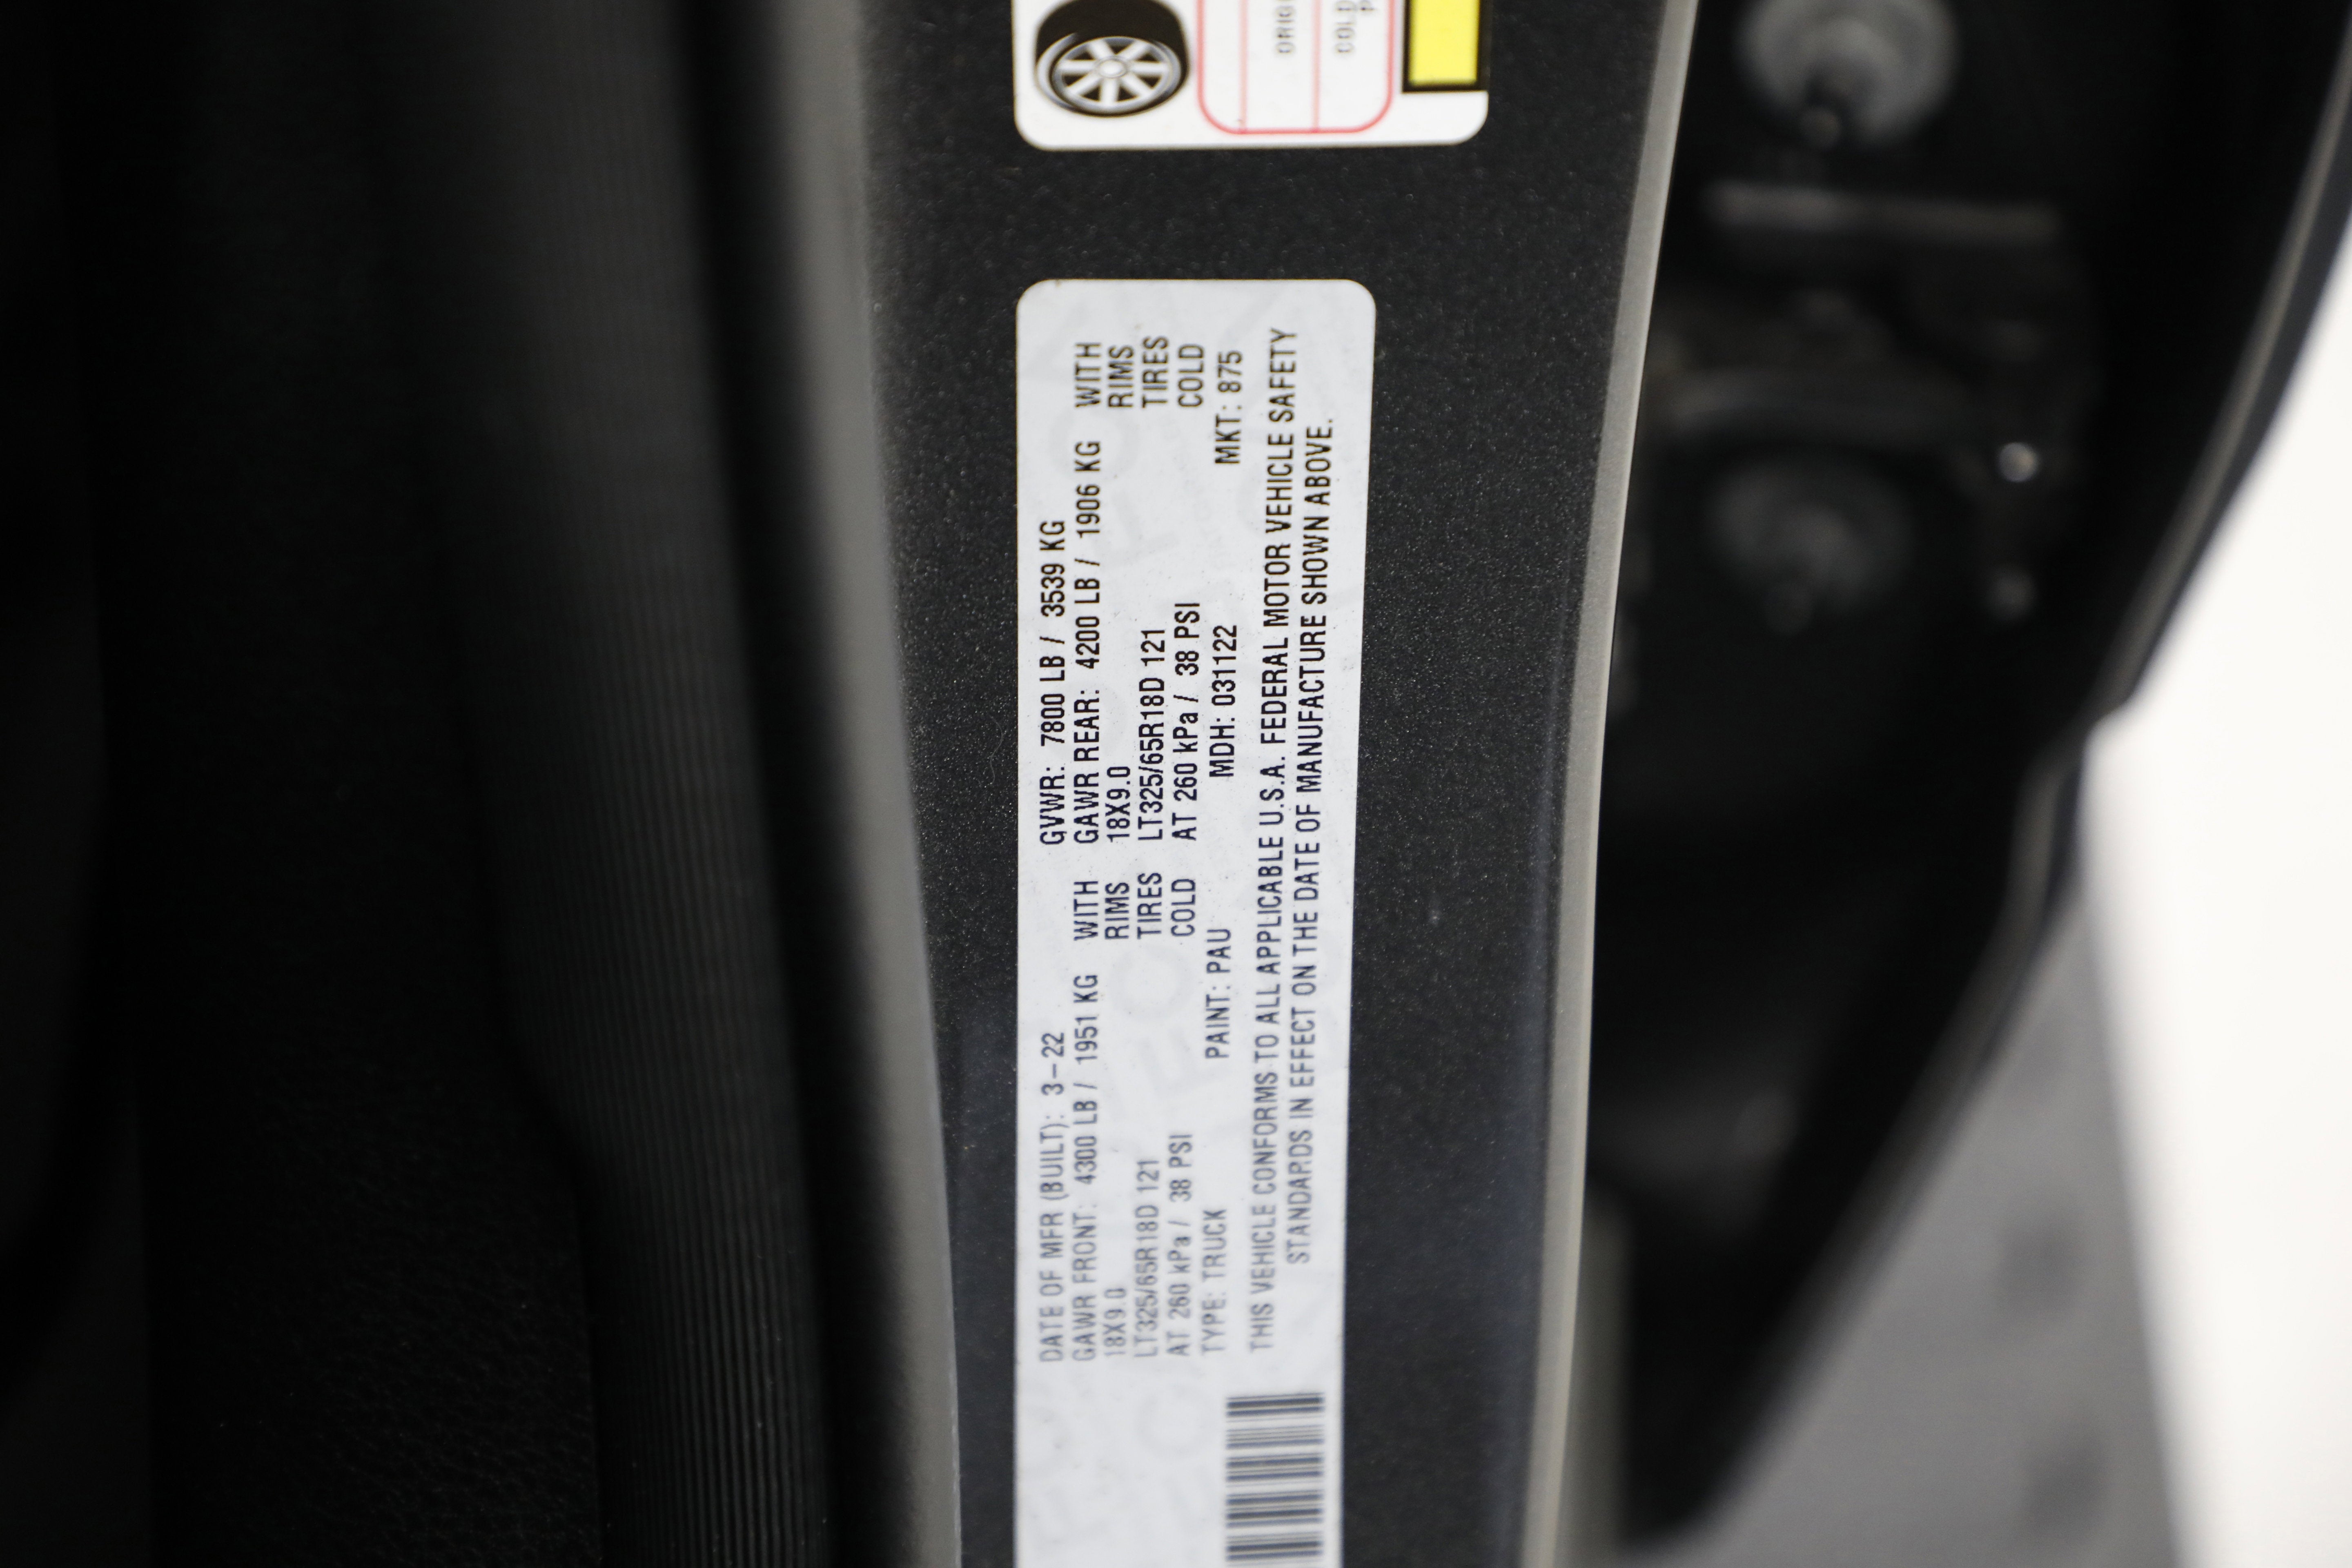 ORIG
COLD
DATE OF MFR (BUILT): 3-22 GVWR: 7800 LB / 3539 KG
GAWR FRONT: 4300 LB / 1951 KG WITH GAWR REAR: 4200 LB / 1906 KG WITH
18X9.0 RIMS 18X9.0 RIMS
LT325/65R18D 121 TIRES LT325/65R18D 121 TIRES
AT 260 kPa / 38 PSI COLD AT 260 kPa / 38 PSI COLD
TYPE: TRUCK PAINT: PAU MDH: 031122 MKT: 875
THIS VEHICLE CONFORMS TO ALL APPLICABLE U.S.A. FEDERAL MOTOR VEHICLE SAFETY
STANDARDS IN EFFECT ON THE DATE OF MANUFACTURE SHOWN ABOVE.